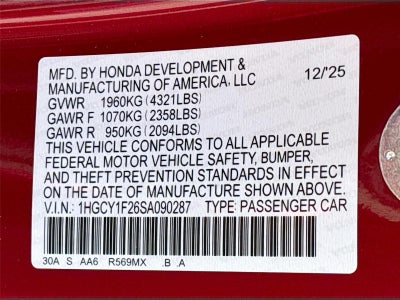 MFD. BY HONDA DEVELOPMENT &
MANUFACTURING OF AMERICA, LLC 12/'25
GVWR 1960KG (4321LBS)
GAWR F 1070KG (2358LBS)
GAWR R 950KG (2094LBS)
THIS VEHICLE CONFORMS TO ALL APPLICABLE
FEDERAL MOTOR VEHICLE SAFETY, BUMPER,
AND THEFT PREVENTION STANDARDS IN EFFECT
ON THE DATE OF MANUFACTURE SHOWN ABOVE.
V.I.N.: 1HGCY1F26SA090287 TYPE: PASSENGER CAR
30A S AA6 R569MX .B .A